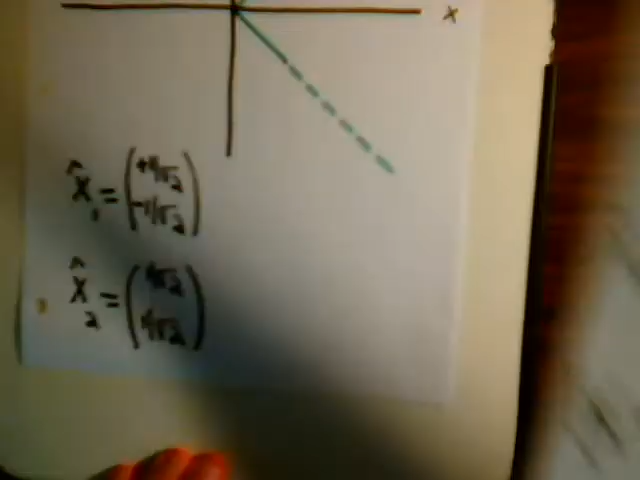 x
x̂₁ = (+1/√2
-1/√2)
x̂₂ = (1/√2
1/√2)